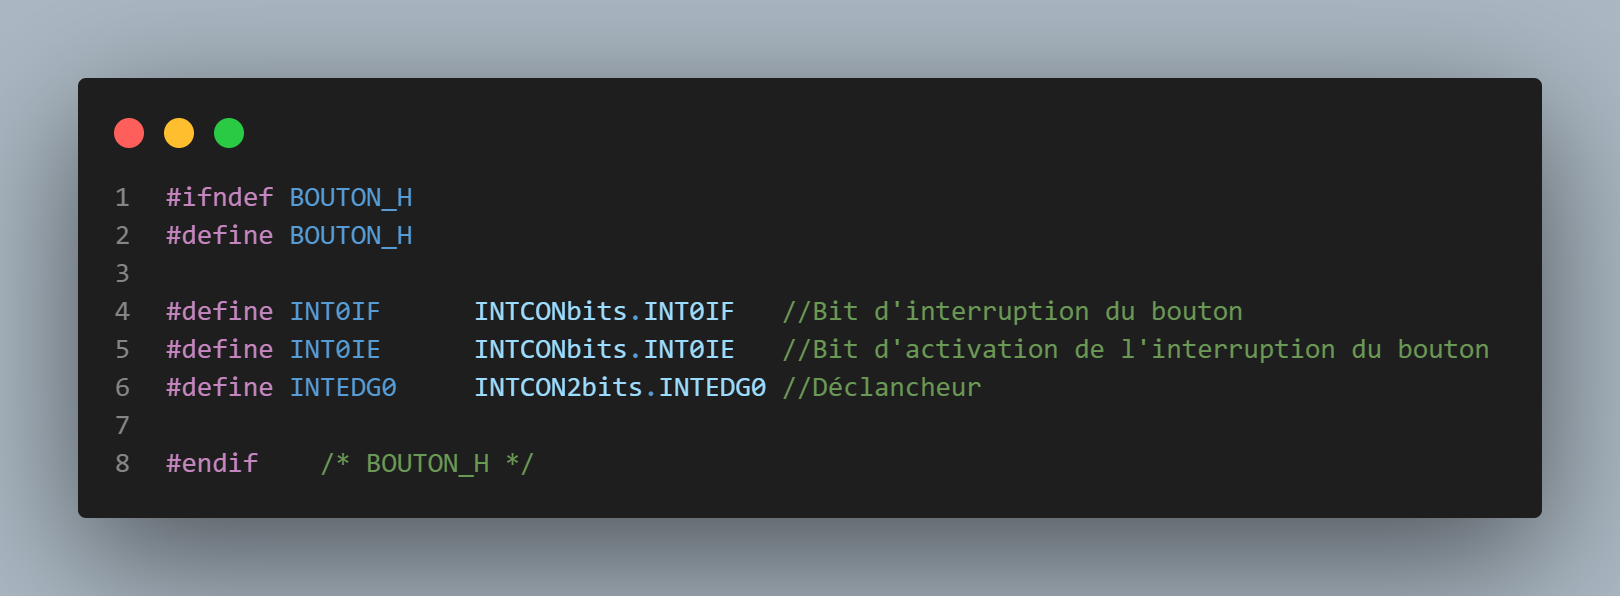 1 #ifndef BOUTON_H
2 #define BOUTON_H
3
4 #define INT0IF      INTCONbits.INT0IF   //Bit d'interruption du bouton
5 #define INT0IE      INTCONbits.INT0IE   //Bit d'activation de l'interruption du bouton
6 #define INTEDG0     INTCON2bits.INTEDG0 //Déclancheur
7
8 #endif    /* BOUTON_H */